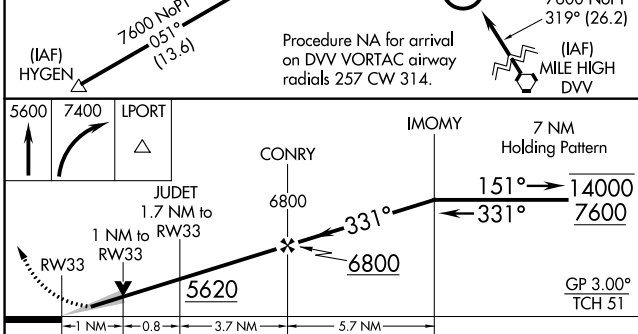 7600 NoPT
051°
(13.6)
(IAF)
HYGEN
Procedure NA for arrival
on DVV VORTAC airway
radials 257 CW 314.
319° (26.2)
(IAF)
MILE HIGH
DVV
5600
7400
LPORT
IMOMY
7 NM
Holding Pattern
CONRY
151°
14000
331°
7600
JUDET
1.7 NM to
RW33
6800
331°
1 NM to
RW33
RW33
6800
5620
GP 3.00°
TCH 51
1 NM
0.8
3.7 NM
5.7 NM